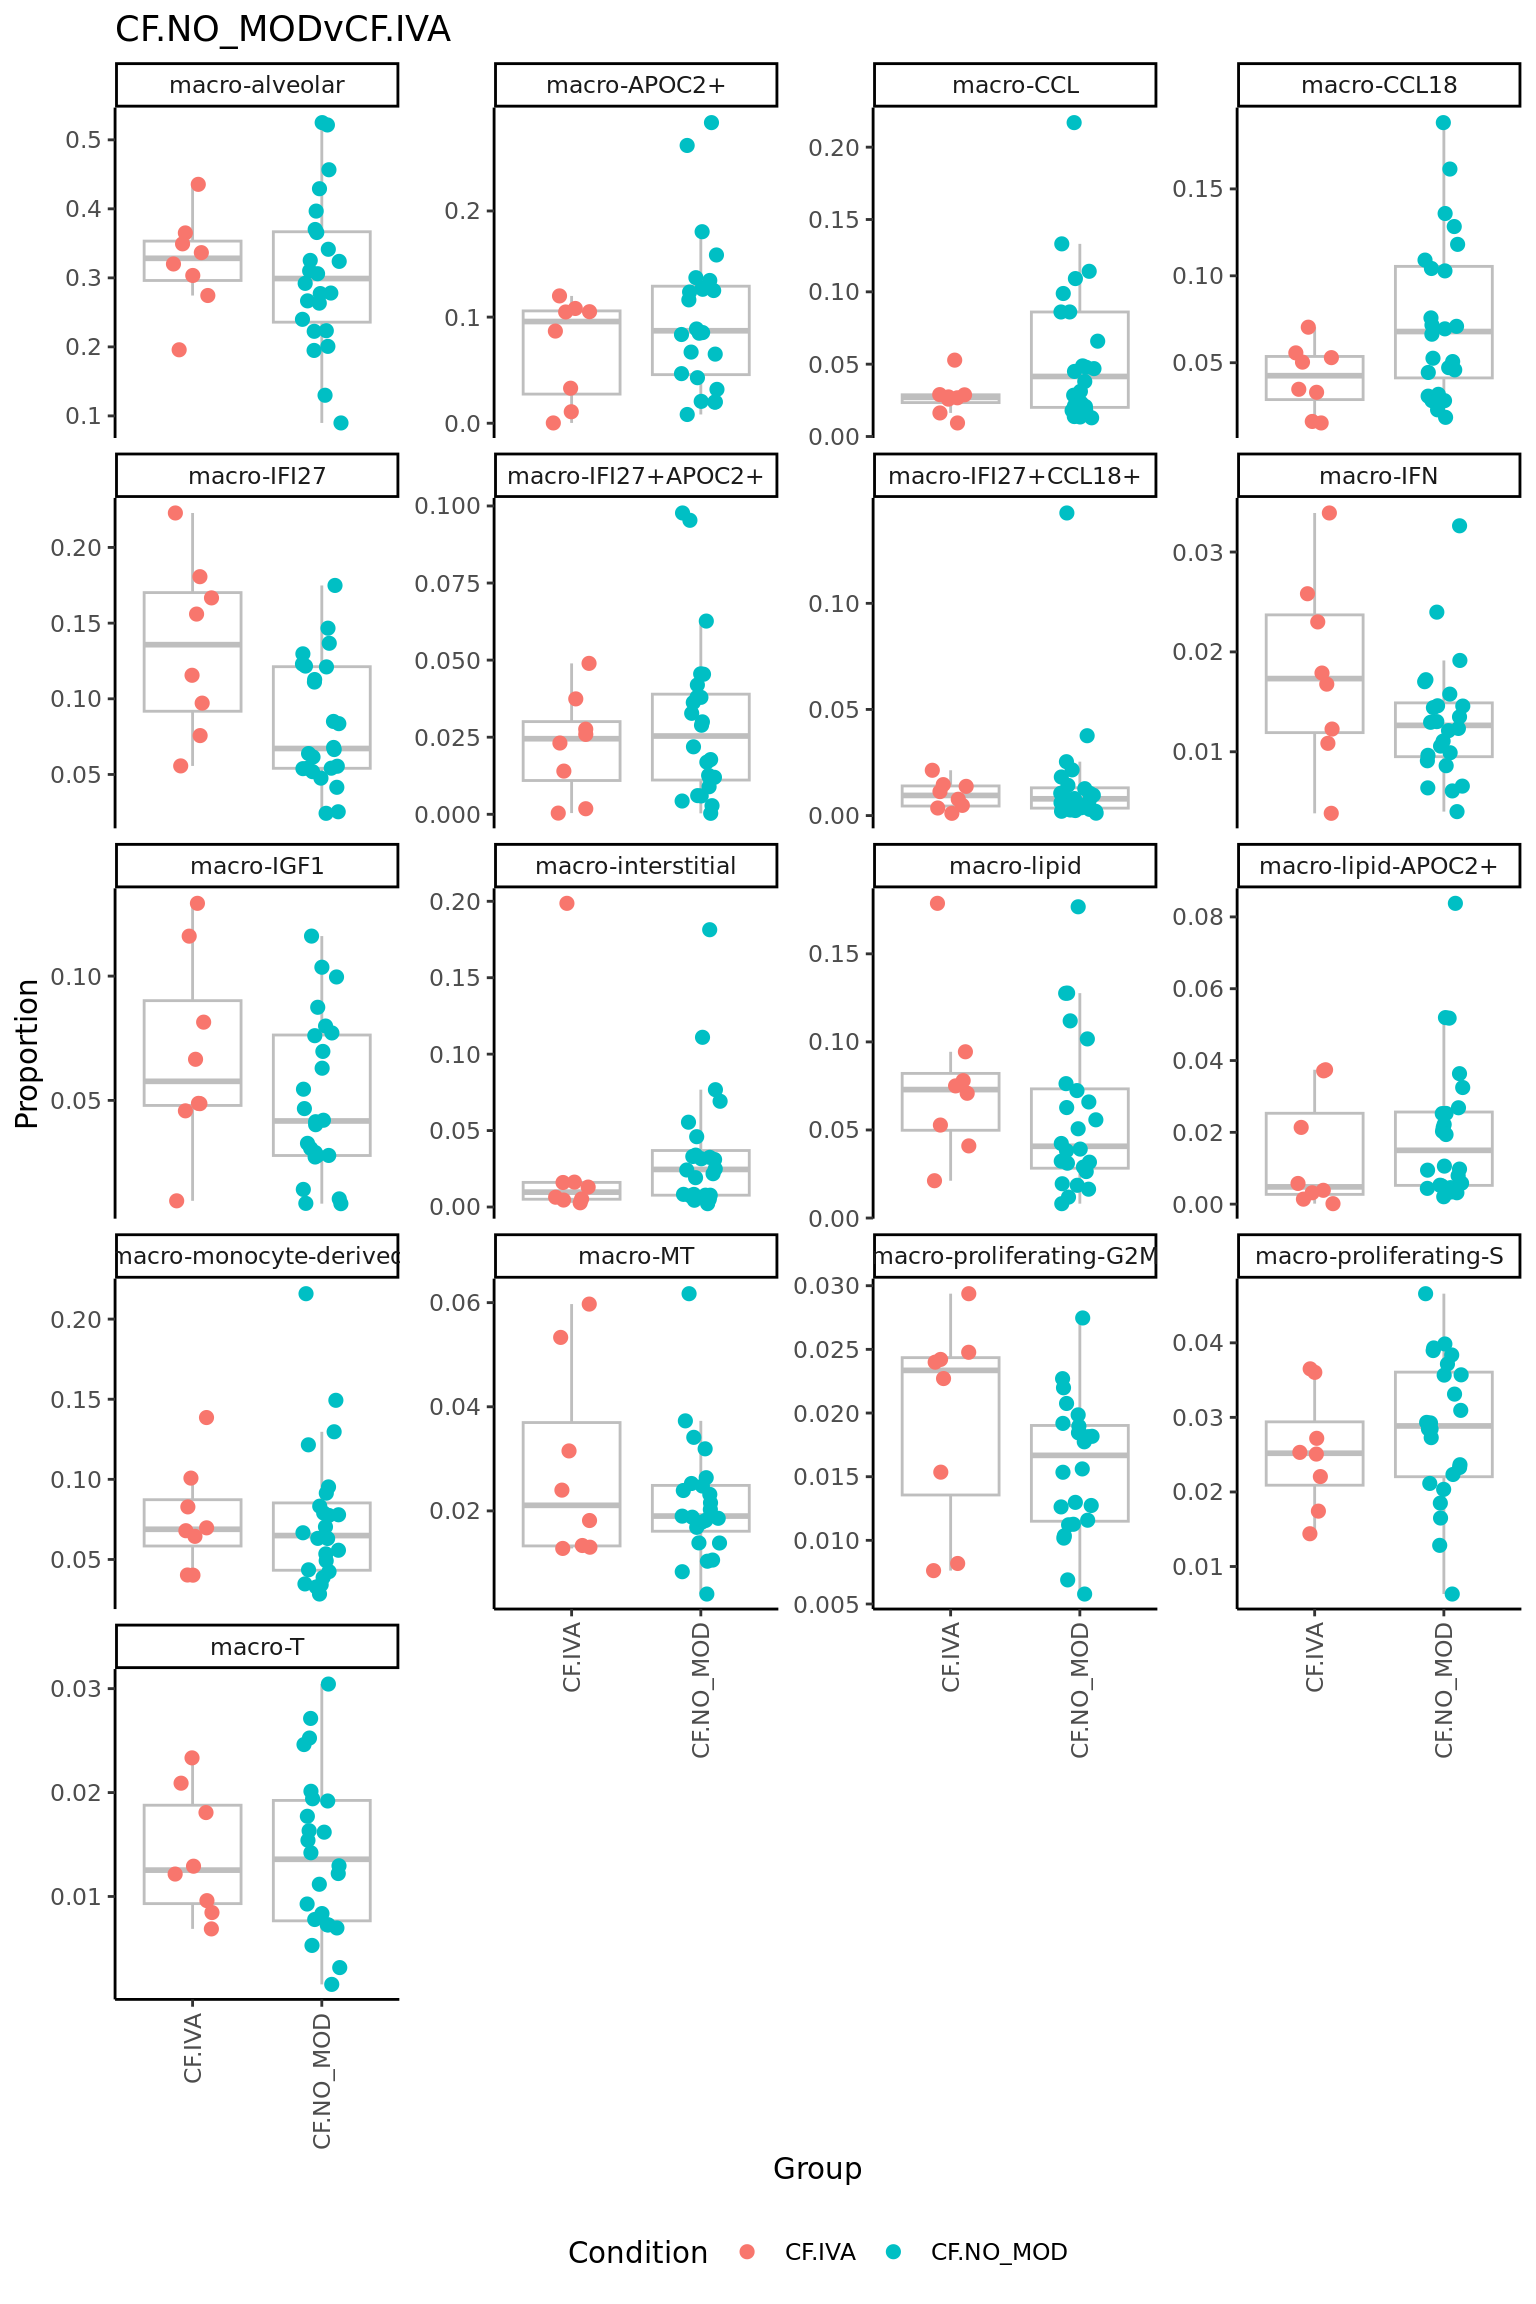 CF.NO_MODvCF.IVA
macro-alveolar macro-APOC2+ macro-CCL macro-CCL18
0.5 0.4 0.3 0.2 0.1
0.2 0.1 0.0
0.20 0.15 0.10 0.05 0.00
0.15 0.10 0.05
macro-IFI27 macro-IFI27+APOC2+ macro-IFI27+CCL18+ macro-IFN
0.20 0.15 0.10 0.05
0.100 0.075 0.050 0.025 0.000
0.10 0.05 0.00
0.03 0.02 0.01
macro-IGF1 macro-interstitial macro-lipid macro-lipid-APOC2+
0.10 0.05
0.20 0.15 0.10 0.05 0.00
0.15 0.10 0.05 0.00
0.08 0.06 0.04 0.02 0.00
Proportion
macro-monocyte-derived macro-MT macro-proliferating-G2M macro-proliferating-S
0.20 0.15 0.10 0.05
0.06 0.04 0.02
0.030 0.025 0.020 0.015 0.010 0.005
0.04 0.03 0.02 0.01
CF.IVA CF.NO_MOD CF.IVA CF.NO_MOD CF.IVA CF.NO_MOD
macro-T
0.03 0.02 0.01
CF.IVA CF.NO_MOD
Group
Condition CF.IVA CF.NO_MOD